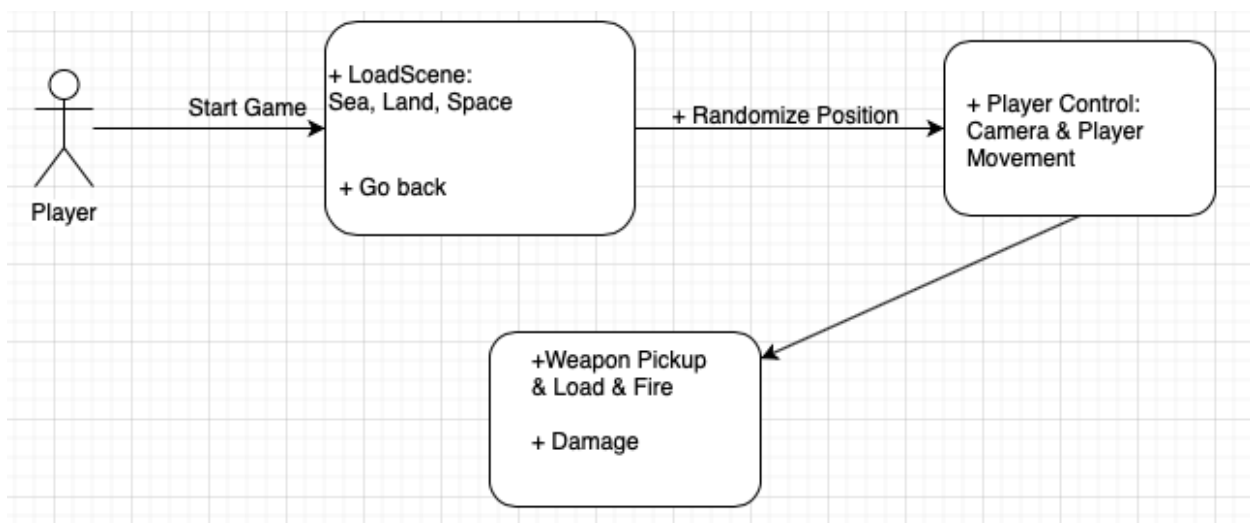 Player
Start Game
+ LoadScene:
Sea, Land, Space
+ Go back
+ Randomize Position
+ Player Control:
Camera & Player
Movement
+Weapon Pickup
& Load & Fire
+ Damage